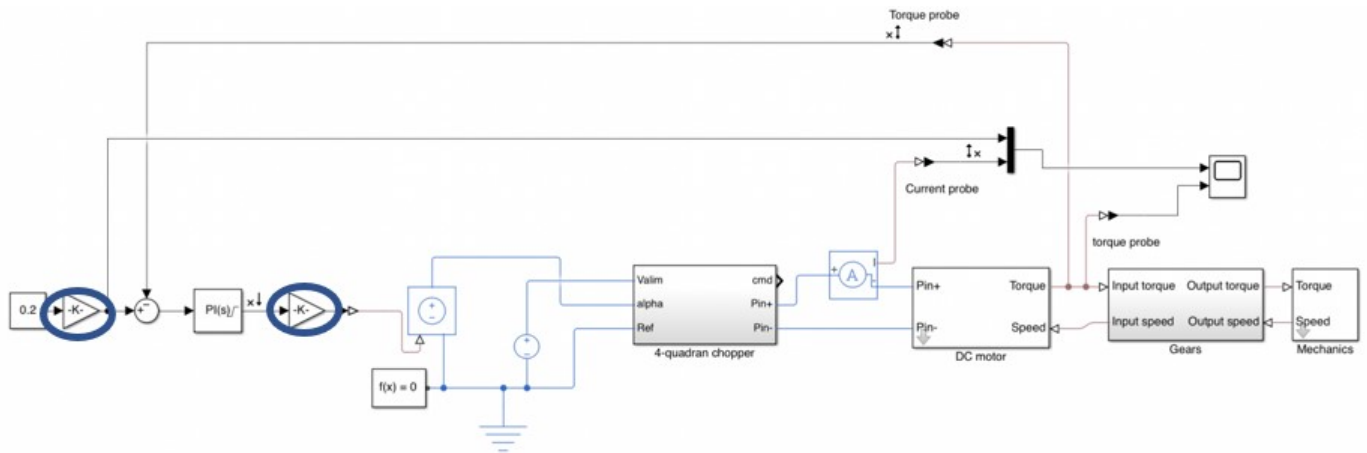 Torque probe
Current probe
torque probe
0.2
-K-
PI(s)
-K-
Valim
alpha
Ref
cmd
Pin+
Pin-
4-quadran chopper
A
I
Pin+
Pin-
Torque
Speed
DC motor
Input torque
Input speed
Output torque
Output speed
Gears
Torque
Speed
Mechanics
f(x) = 0